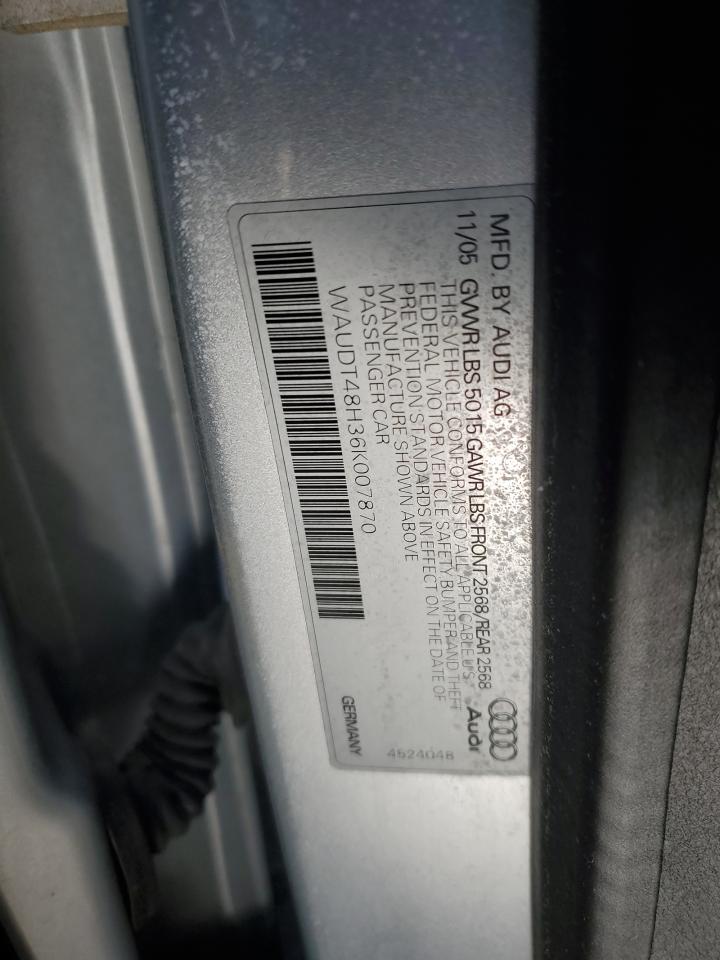 MFD. BY AUDI AG
11/05 GVWR LBS 5015 GAWR LBS FRONT 2568/REAR 2568
THIS VEHICLE CONFORMS TO ALL APPLICABLE U.S.
FEDERAL MOTOR VEHICLE SAFETY BUMPER AND THEFT
PREVENTION STANDARDS IN EFFECT ON THE DATE OF
MANUFACTURE SHOWN ABOVE
PASSENGER CAR
WAUDT48H36K007870
Audi
4624048
GERMANY